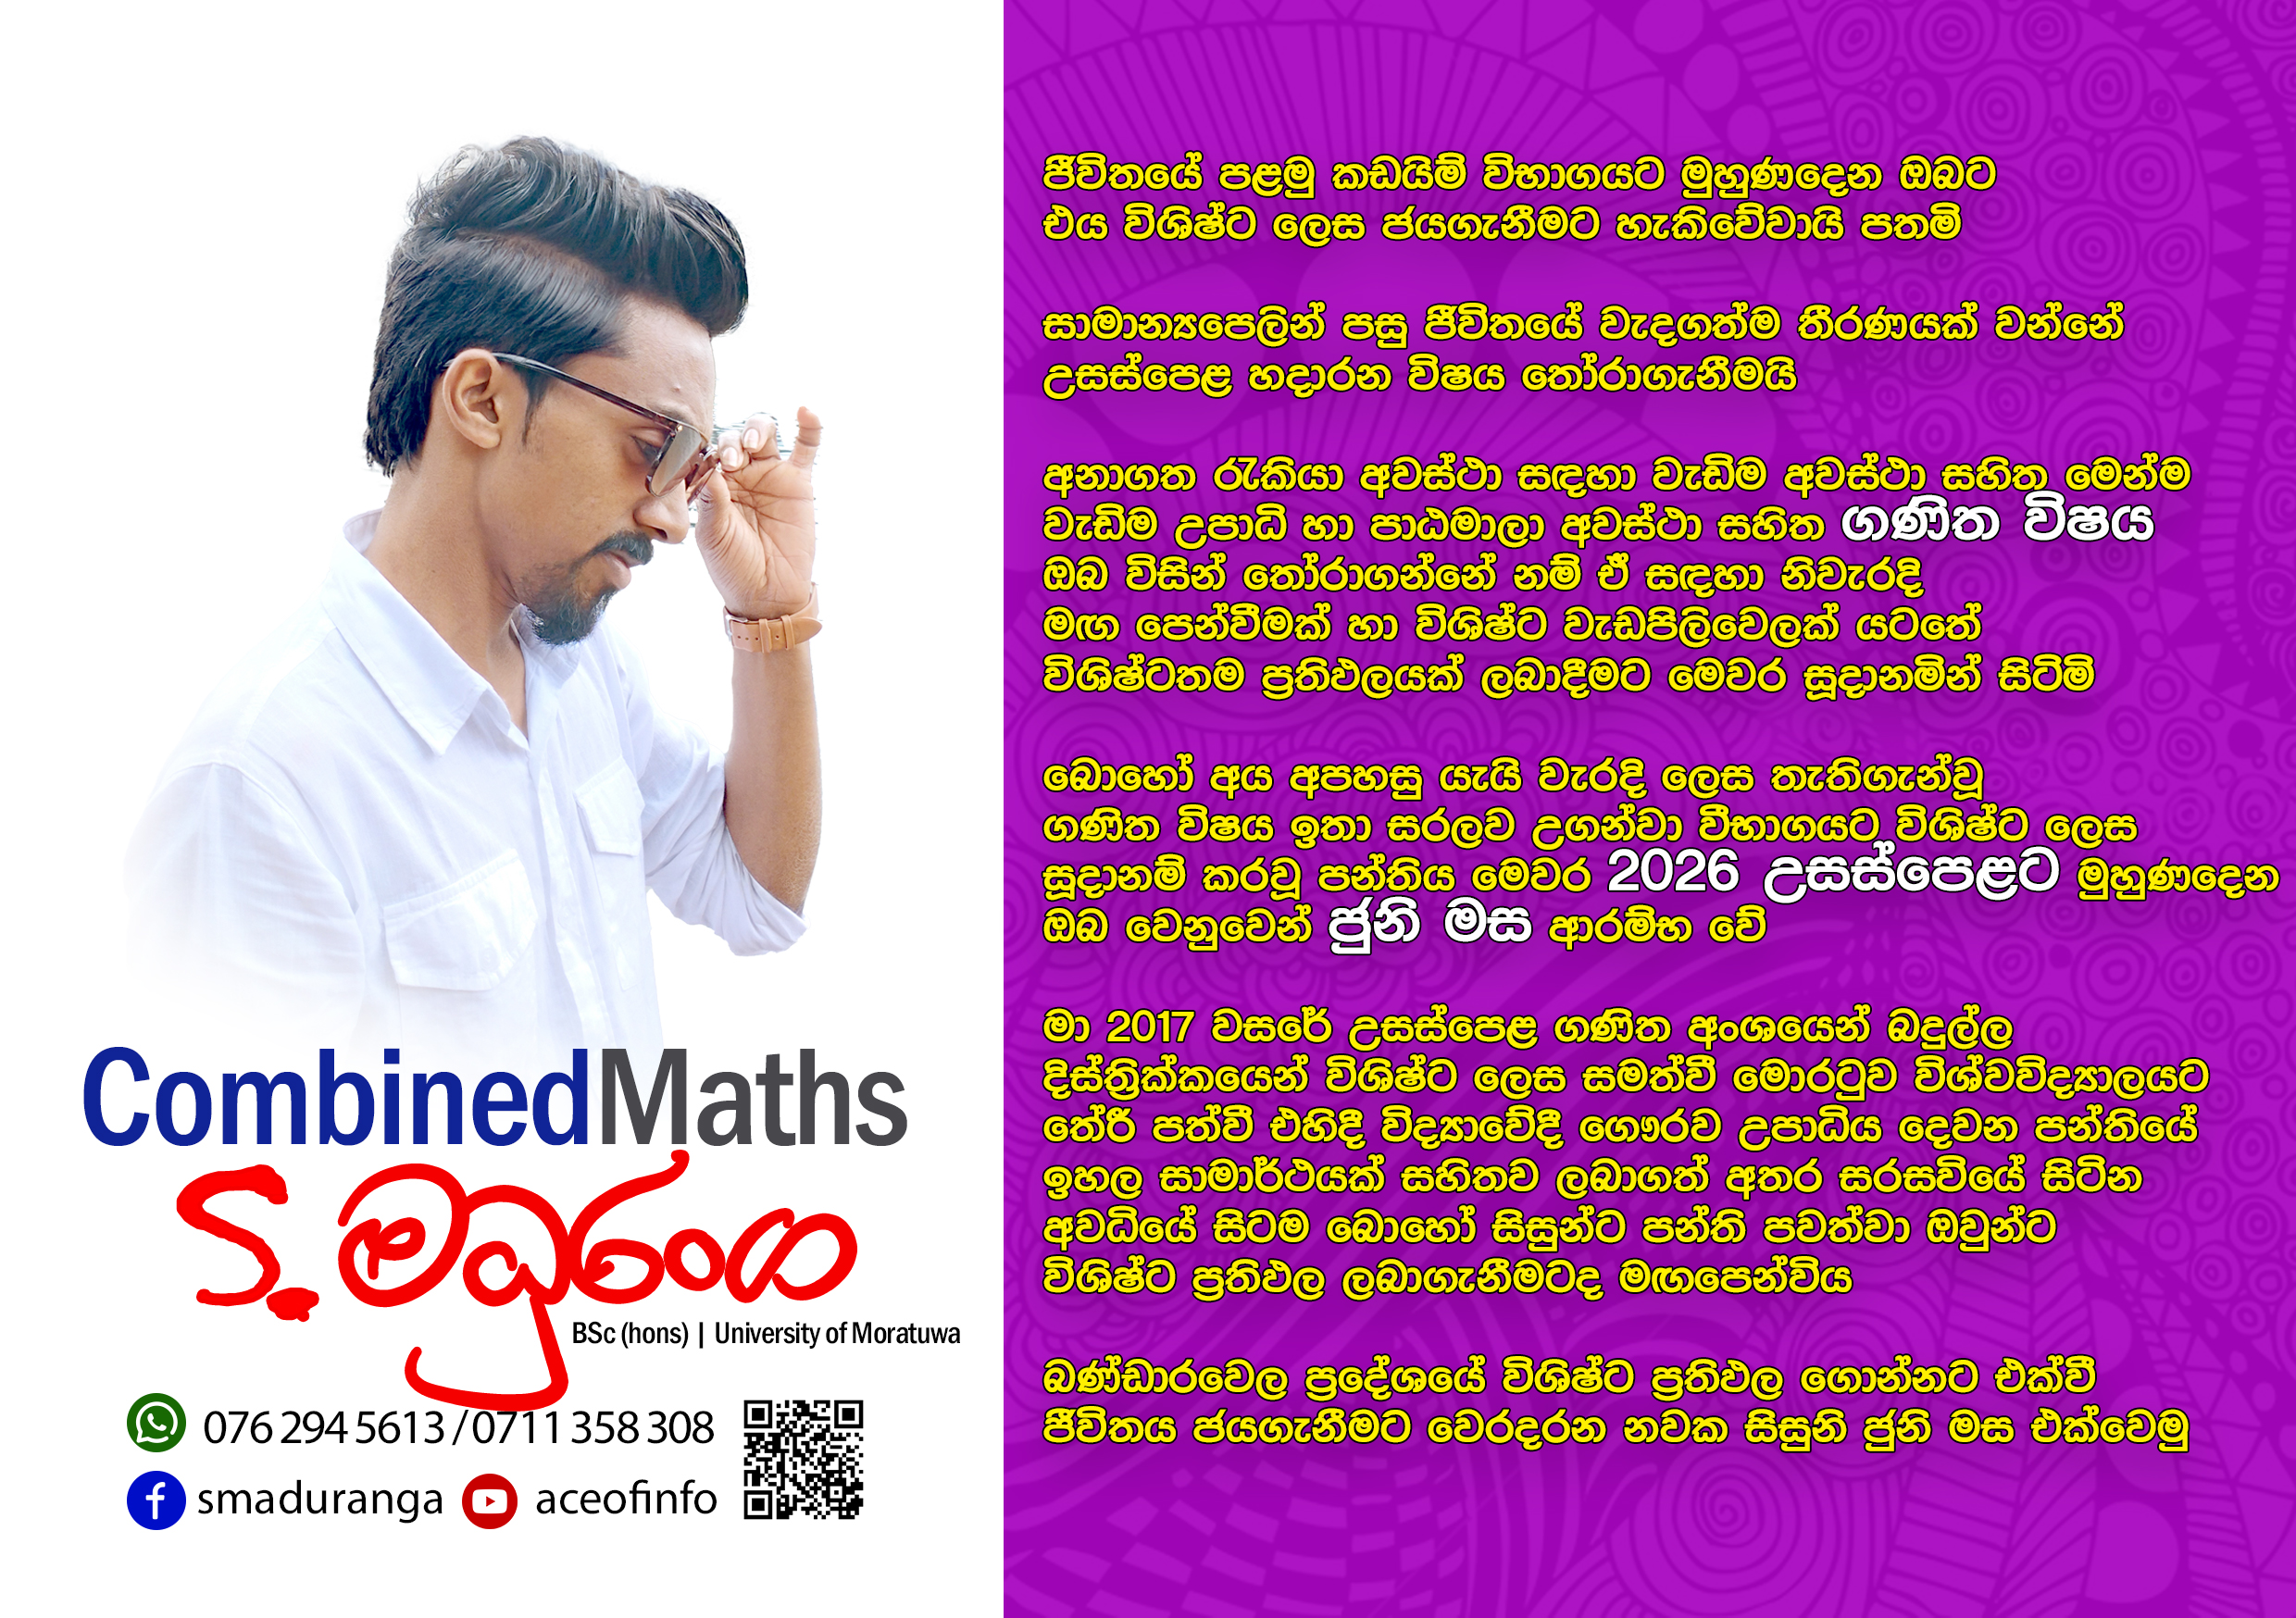 CombinedMaths
S. මධුරංග
BSc (hons) | University of Moratuwa
076 294 5613 / 0711 358 308
smaduranga aceofinfo
ජීවිතයේ පළමු කඩයිම් විභාගයට මුහුණදෙන ඔබට
එය විශිෂ්ට ලෙස ජයගැනීමට හැකිවේවායි පතමි
සාමාන්‍යපෙලින් පසු ජීවිතයේ වැදගත්ම තීරණයක් වන්නේ
උසස්පෙළ හදාරන විෂය තෝරාගැනීමයි
අනාගත රැකියා අවස්ථා සඳහා වැඩිම අවස්ථා සහිත මෙන්ම
වැඩිම උපාධි හා පාඨමාලා අවස්ථා සහිත ගණිත විෂය
ඔබ විසින් තෝරාගන්නේ නම් ඒ සඳහා නිවැරදි
මඟ පෙන්වීමක් හා විශිෂ්ට වැඩපිලිවෙලක් යටතේ
විශිෂ්ටතම ප්‍රතිඵලයක් ලබාදීමට මෙවර සූදානමින් සිටිමි
බොහෝ අය අපහසු යැයි වැරදි ලෙස තැතිගැන්වූ
ගණිත විෂය ඉතා සරලව උගන්වා වීභාගයට විශිෂ්ට ලෙස
සූදානම් කරවූ පන්තිය මෙවර 2026 උසස්පෙළට මුහුණදෙන
ඔබ වෙනුවෙන් ජුනි මස ආරම්භ වේ
මා 2017 වසරේ උසස්පෙළ ගණිත අංශයෙන් බදුල්ල
දිස්ත්‍රික්කයෙන් විශිෂ්ට ලෙස සමත්වී මොරටුව විශ්වවිද්‍යාලයට
තේරී පත්වී එහිදී විද්‍යාවේදී ගෞරව උපාධිය දෙවන පන්තියේ
ඉහල සාමාර්ථයක් සහිතව ලබාගත් අතර සරසවියේ සිටින
අවධියේ සිටම බොහෝ සිසුන්ට පන්ති පවත්වා ඔවුන්ට
විශිෂ්ට ප්‍රතිඵල ලබාගැනීමටද මඟපෙන්විය
බණ්ඩාරවෙල ප්‍රදේශයේ විශිෂ්ට ප්‍රතිඵල ගොන්නට එක්වී
ජීවිතය ජයගැනීමට වෙරදරන නවක සිසුනි ජුනි මස එක්වෙමු